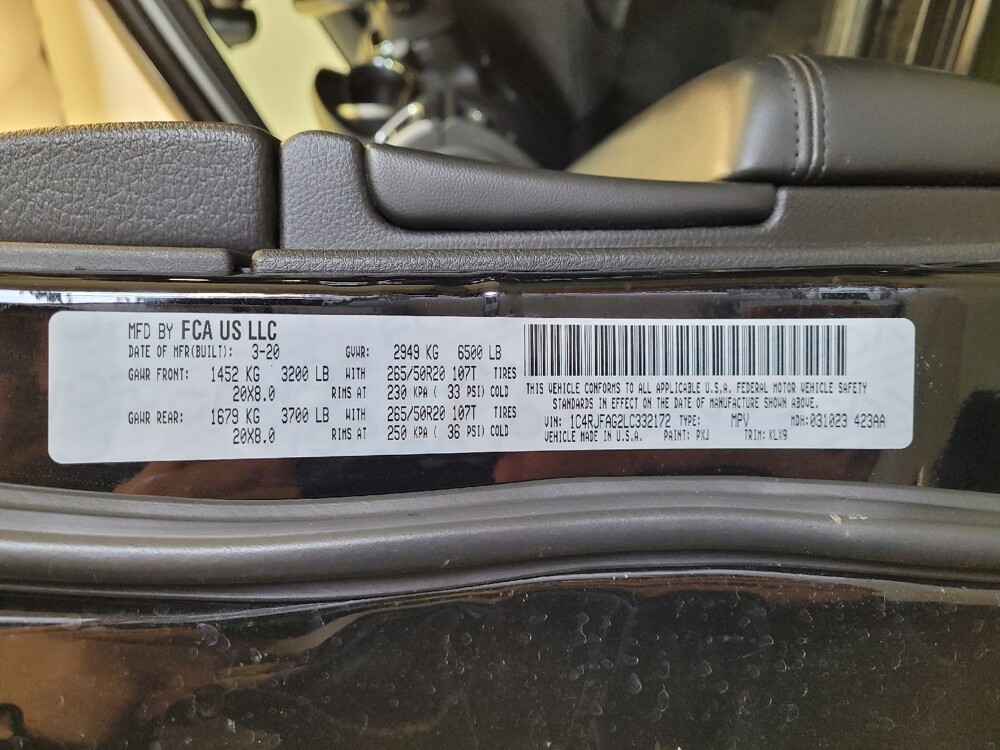 MFD BY FCA US LLC
DATE OF MFR(BUILT): 3-20 GVWR: 2949 KG 6500 LB
GAWR FRONT: 1452 KG 3200 LB WITH 265/50R20 107T TIRES
20X8.0 RIMS AT 230 KPA ( 33 PSI) COLD
GAWR REAR: 1679 KG 3700 LB WITH 265/50R20 107T TIRES
20X8.0 RIMS AT 250 KPA ( 36 PSI) COLD
THIS VEHICLE CONFORMS TO ALL APPLICABLE U.S.A. FEDERAL MOTOR VEHICLE SAFETY
STANDARDS IN EFFECT ON THE DATE OF MANUFACTURE SHOWN ABOVE.
VIN: 1C4RJFAG2LC332172 TYPE: MPV MDH:031023 423AA
VEHICLE MADE IN U.S.A. PAINT: PXJ TRIM: KLX9